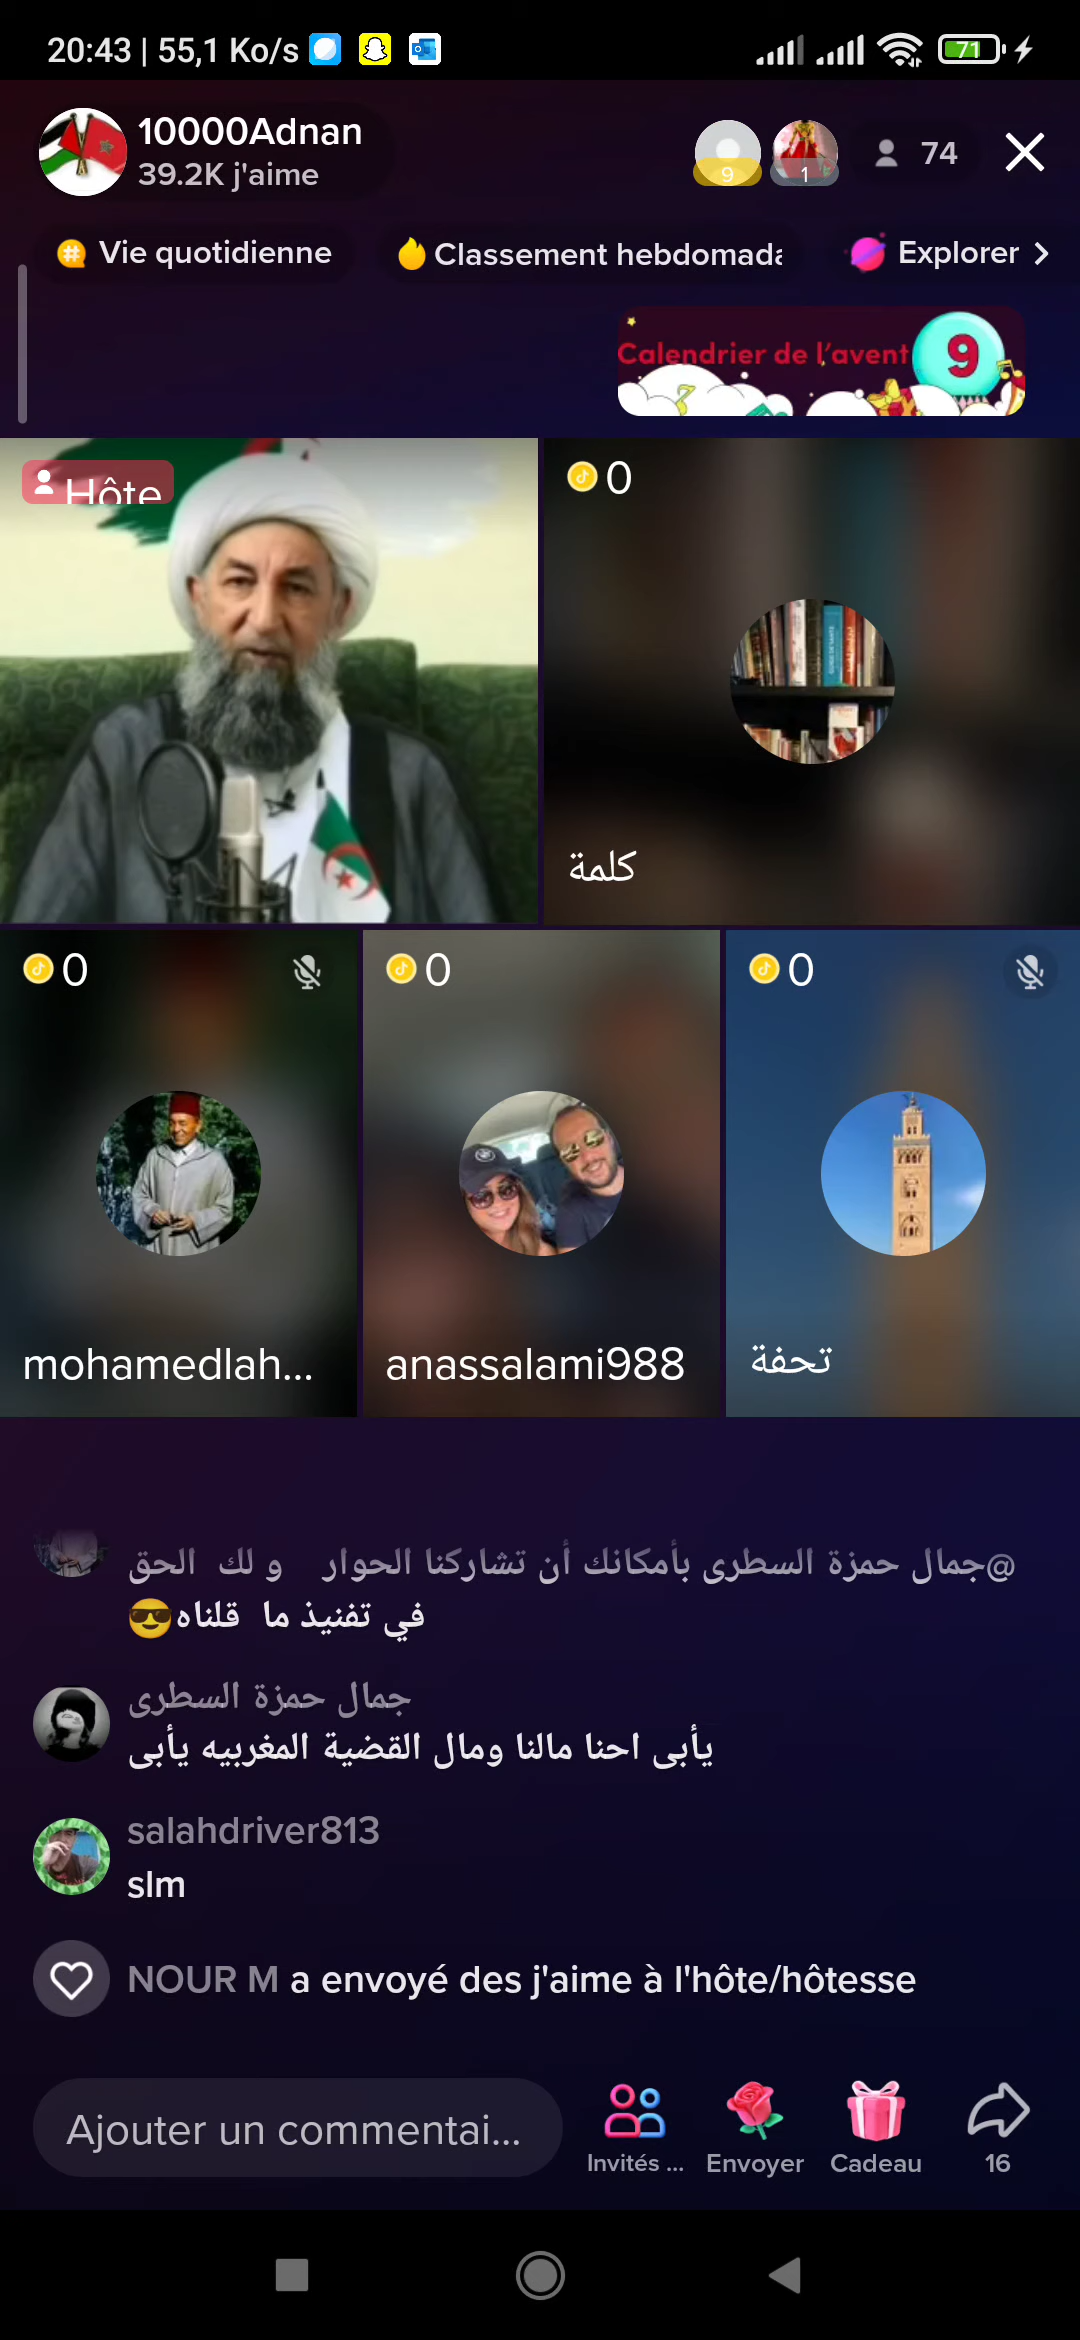 20:43 | 55,1 Ko/s
71
10000Adnan
39.2K j'aime
9
1
74
Vie quotidienne
Classement hebdomada
Explorer
Calendrier de l'avent
9
Hôte
0
كلمة
0
0
0
mohamedlah...
anassalami988
تحفة
@جمال حمزة السطرى بأمكانك أن تشاركنا الحوار و لك الحق
في تفنيذ ما قلناه😎
جمال حمزة السطرى
يأبى احنا مالنا ومال القضية المغربيه يأبى
salahdriver813
slm
NOUR M a envoyé des j'aime à l'hôte/hôtesse
Ajouter un commentai...
Invités ...
Envoyer
Cadeau
16